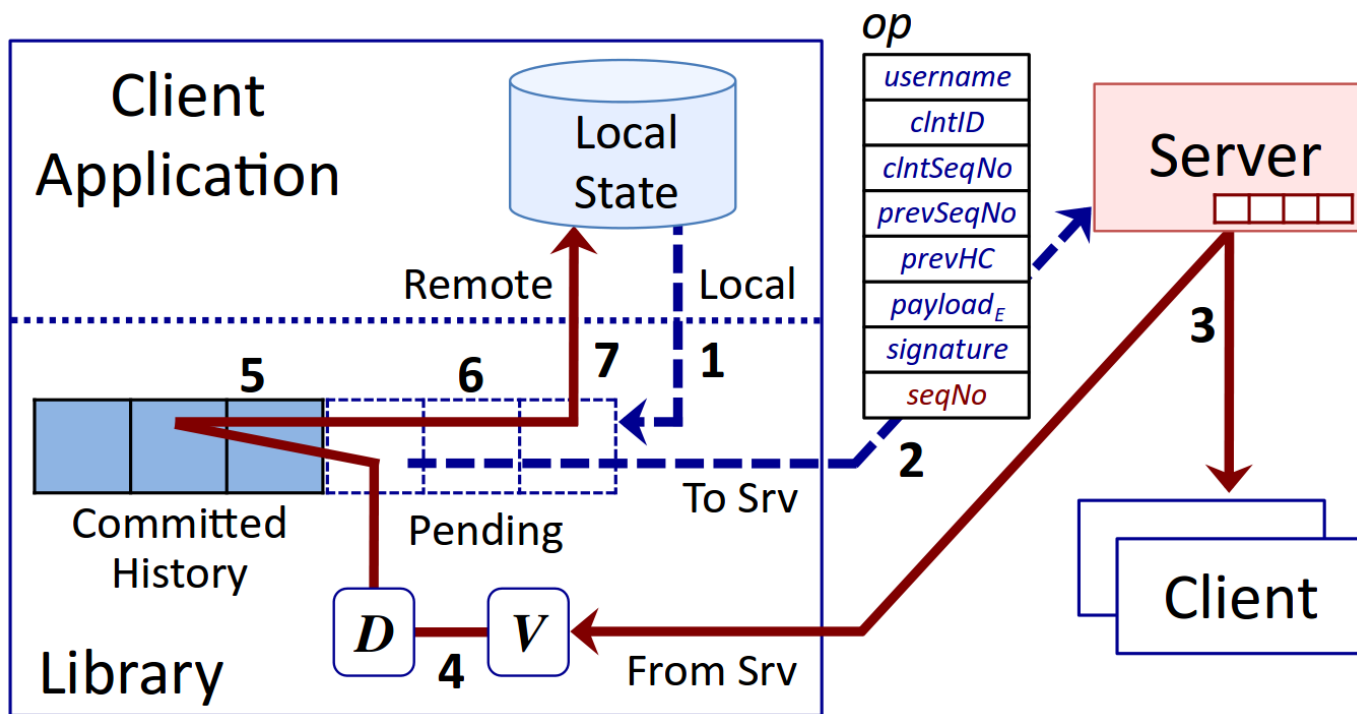 Client
Application
Local
State
Remote
Local
5
6
7
1
Committed
History
Pending
To Srv
D
V
4
From Srv
Library
op
username
clntID
clntSeqNo
prevSeqNo
prevHC
payloadE
signature
seqNo
2
Server
3
Client